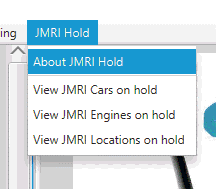 ing JMRI Hold
About JMRI Hold
View JMRI Cars on hold
View JMRI Engines on hold
View JMRI Locations on hold